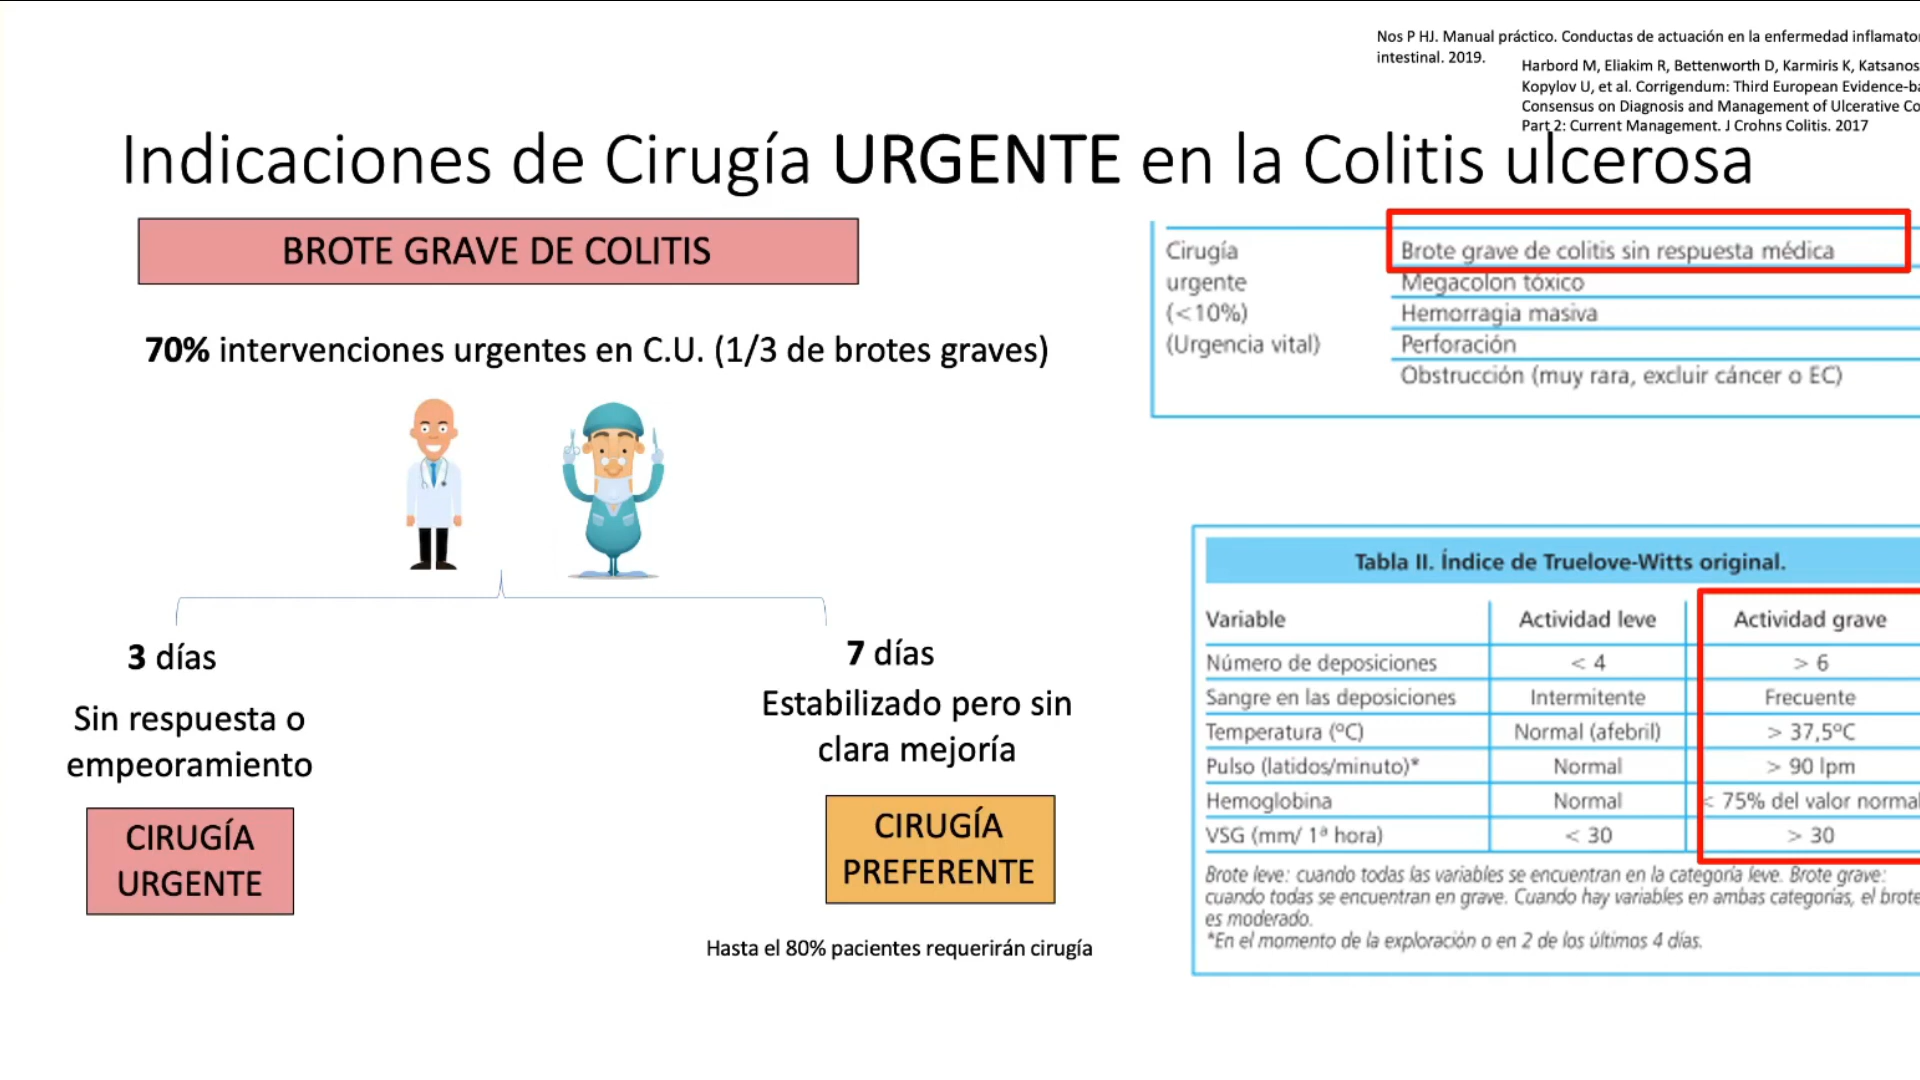 Nos P HJ. Manual práctico. Conductas de actuación en la enfermedad inflamato
intestinal. 2019.
Harbord M, Eliakim R, Bettenworth D, Karmiris K, Katsanos
Kopylov U, et al. Corrigendum: Third European Evidence-ba
Consensus on Diagnosis and Management of Ulcerative Co
Part 2: Current Management. J Crohns Colitis. 2017
Indicaciones de Cirugía URGENTE en la Colitis ulcerosa
BROTE GRAVE DE COLITIS
70% intervenciones urgentes en C.U. (1/3 de brotes graves)
3 días
Sin respuesta o
empeoramiento
CIRUGÍA
URGENTE
7 días
Estabilizado pero sin
clara mejoría
CIRUGÍA
PREFERENTE
Hasta el 80% pacientes requerirán cirugía
Cirugía
urgente
(<10%)
(Urgencia vital)
Brote grave de colitis sin respuesta médica
Megacolon tóxico
Hemorragia masiva
Perforación
Obstrucción (muy rara, excluir cáncer o EC)
Tabla II. Índice de Truelove-Witts original.
Variable Actividad leve Actividad grave
Número de deposiciones < 4 > 6
Sangre en las deposiciones Intermitente Frecuente
Temperatura (ºC) Normal (afebril) > 37,5ºC
Pulso (latidos/minuto)* Normal > 90 lpm
Hemoglobina Normal < 75% del valor normal
VSG (mm/ 1ª hora) < 30 > 30
Brote leve: cuando todas las variables se encuentran en la categoría leve. Brote grave:
cuando todas se encuentran en grave. Cuando hay variables en ambas categorías, el brote
es moderado.
*En el momento de la exploración o en 2 de los últimos 4 días.